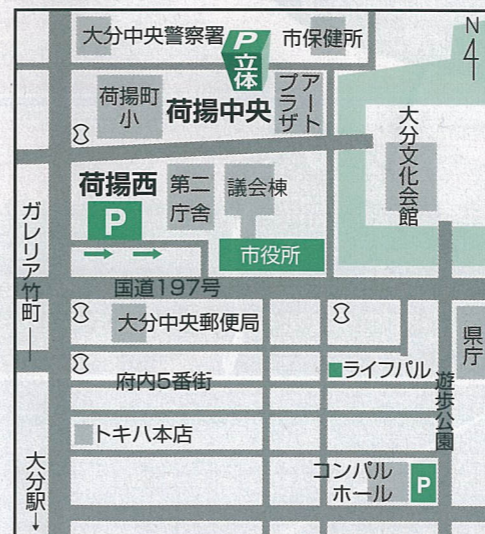 大分中央警察署
P
立体
市保健所
N
荷揚町
小
荷揚中央
アート
プラザ
大分文化会館
荷揚西
P
第二
庁舎
議会棟
市役所
ガレリア竹町
国道197号
大分中央郵便局
県庁
府内5番街
ライフパル
遊歩公園
トキハ本店
コンパル
ホール
P
大分駅